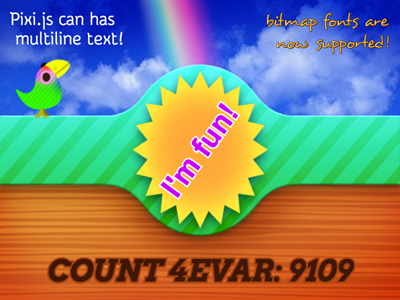 Pixi.js can has
multiline text!
bitmap fonts are
now supported!
I'm fun!
COUNT 4EVAR: 9109